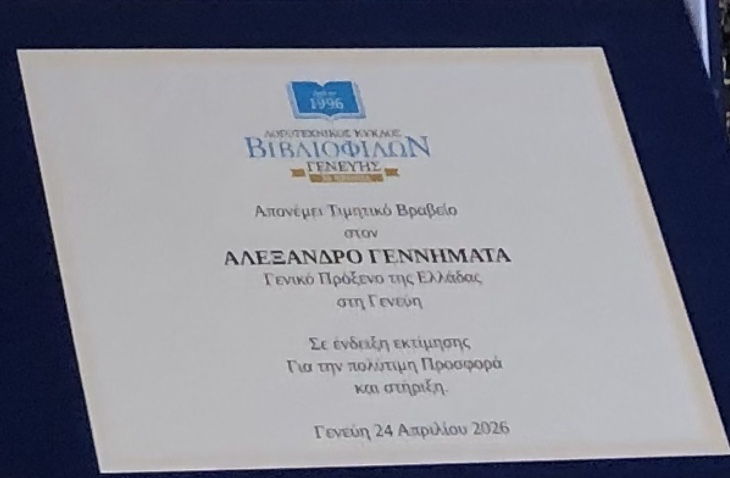 1996
ΛΟΓΟΤΕΧΝΙΚΟΣ ΚΥΚΛΟΣ
ΒΙΒΛΙΟΦΙΛΩΝ
ΓΕΝΕΥΗΣ
Απονέμει Τιμητικό Βραβείο
στον
ΑΛΕΞΑΝΔΡΟ ΓΕΝΝΗΜΑΤΑ
Γενικό Πρόξενο της Ελλάδας
στη Γενεύη
Σε ένδειξη εκτίμησης
Για την πολύτιμη Προσφορά
και στήριξη.
Γενεύη 24 Απριλίου 2026